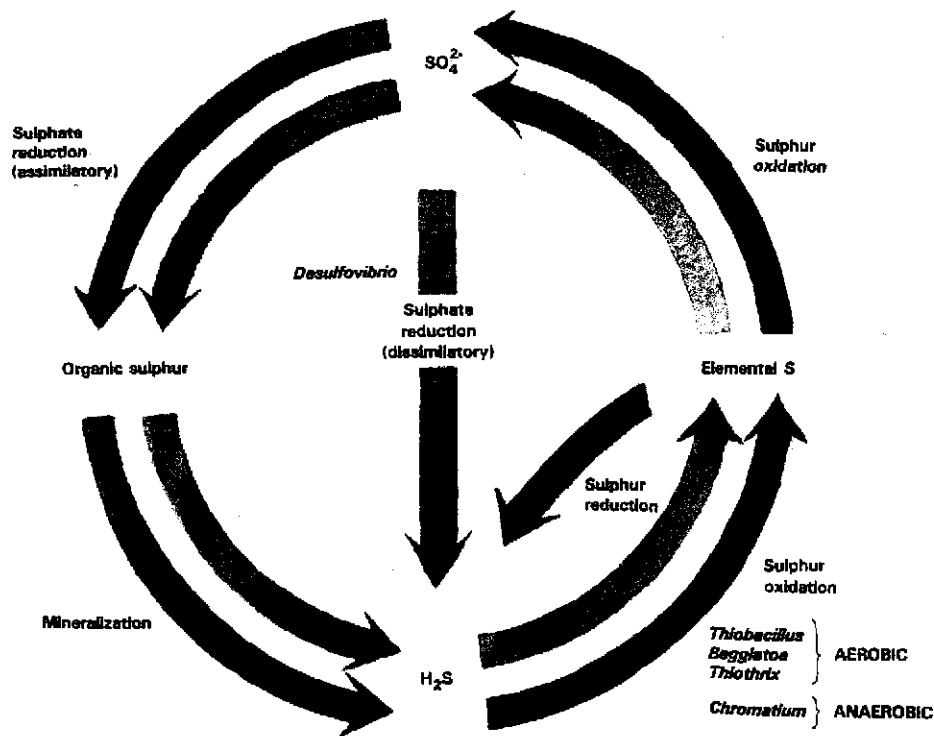 SO₄²⁻
Sulphate
reduction
(assimilatory)
Sulphur
oxidation
Desulfovibrio
Sulphate
reduction
(dissimilatory)
Organic sulphur
Elemental S
Sulphur
reduction
Sulphur
oxidation
Mineralization
Thiobacillus
Beggiatoa
Thiothrix
AEROBIC
H₂S
Chromatium
ANAEROBIC